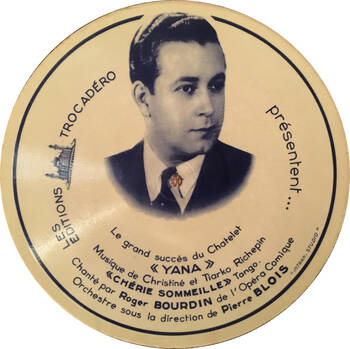 LES EDITIONS
TROCADÉRO
présentent...
Le grand succès du Chatelet
« YANA »
Musique de Christiné et Tiarko Richepin
«CHÉRIE SOMMEILLE» Tango.
Chanté par Roger BOURDIN de l'Opéra Comique
Orchestre sous la direction de Pierre BLOIS